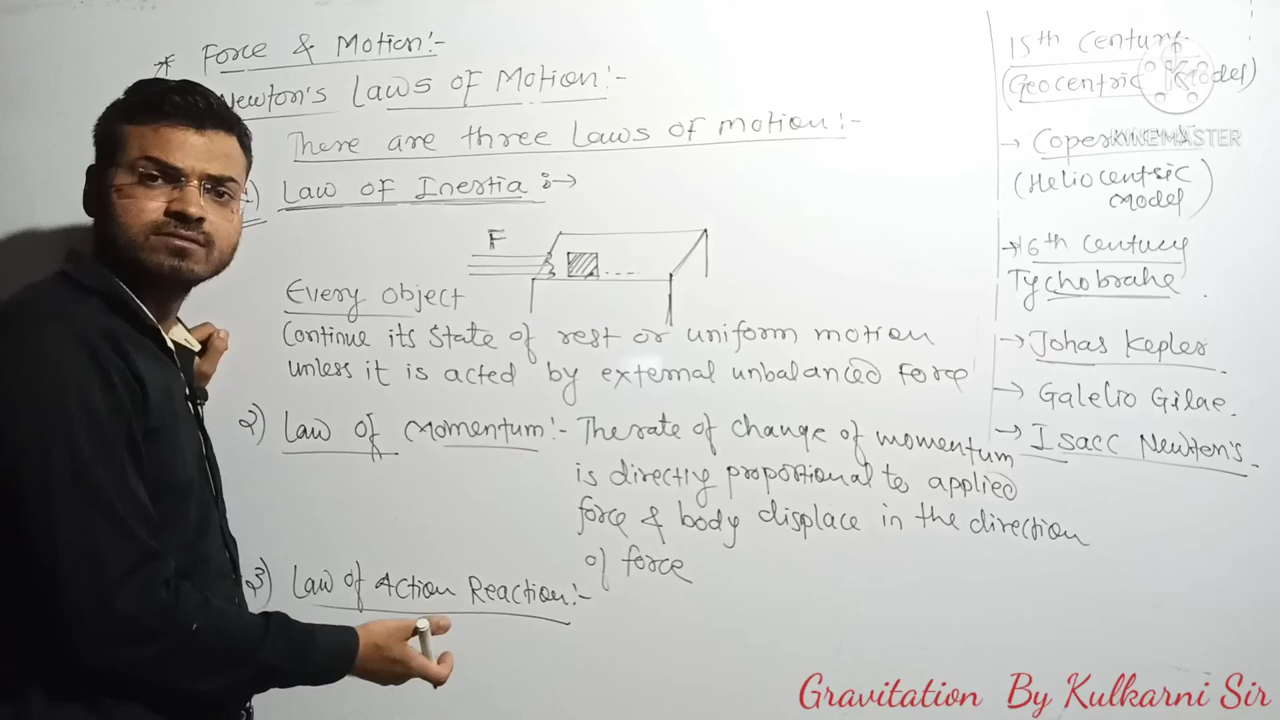 * Force & Motion:-
Newton's Laws of Motion:-
There are three Laws of motion:-
1) Law of Inertia :->
F
Every object
Continue its state of rest or uniform motion
unless it is acted by external unbalanced force
2) Law of Momentum:- The rate of change of momentum
is directly proportional to applied
force & body displace in the direction
of force
3) Law of Action Reaction:-
15th Century
(Geocentric Model)
→
(Heliocentric
Model)
→ 16th Century
Tychobrahe
→ Johas Kepler
→ Galelio Gilae.
→ Isacc Newton's.
KINEMASTER
Gravitation By Kulkarni Sir